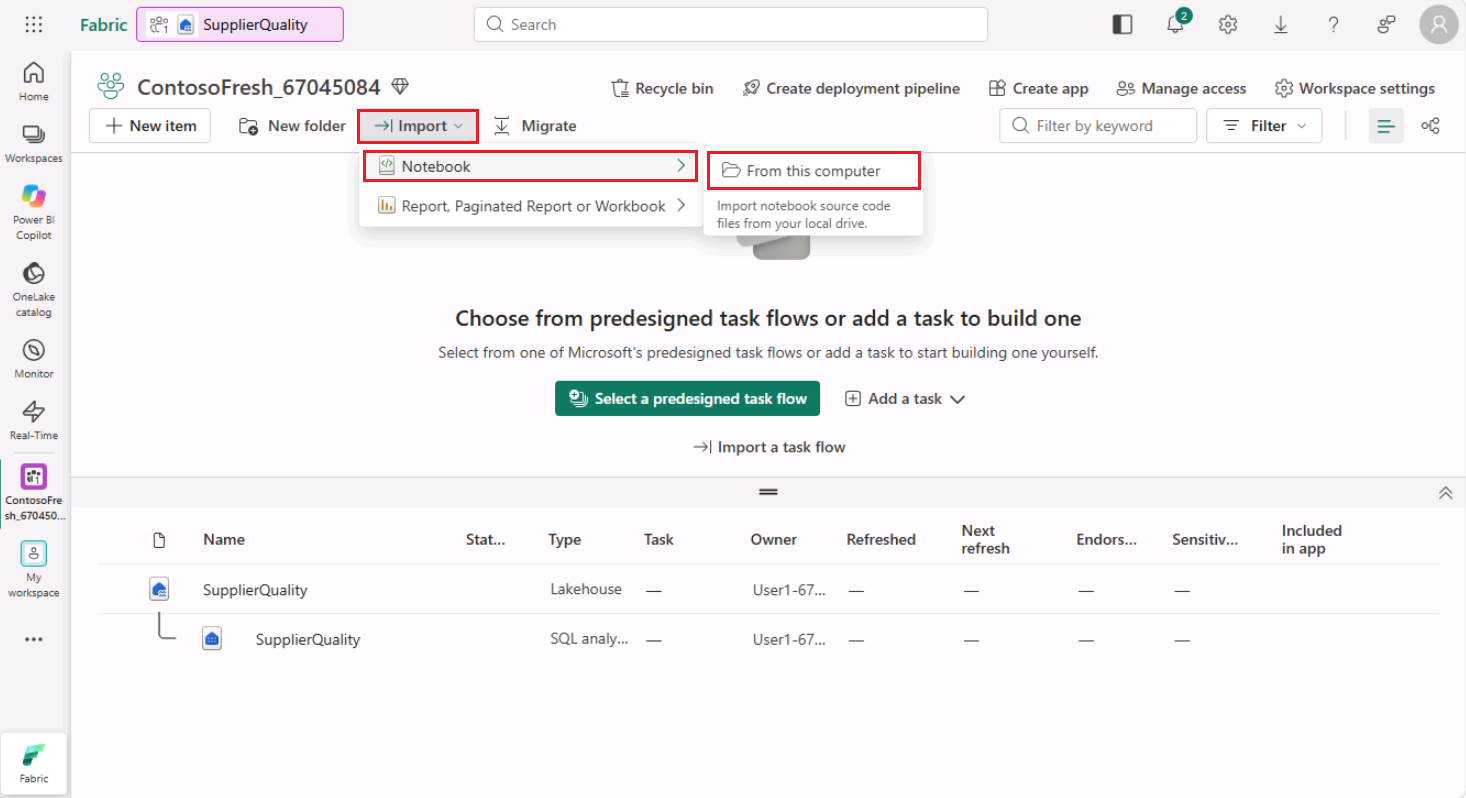 Fabric
SupplierQuality
Search
2
Home
Workspaces
Power BI
Copilot
OneLake
catalog
Monitor
Real-Time
ContosoFre
sh_670450...
My
workspace
Fabric
ContosoFresh_67045084
Recycle bin
Create deployment pipeline
Create app
Manage access
Workspace settings
New item
New folder
Import
Migrate
Filter by keyword
Filter
Notebook
From this computer
Import notebook source code
files from your local drive.
Report, Paginated Report or Workbook
Choose from predesigned task flows or add a task to build one
Select from one of Microsoft's predesigned task flows or add a task to start building one yourself.
Select a predesigned task flow
Add a task
Import a task flow
Name Stat... Type Task Owner Refreshed Next refresh Endors... Sensitiv... Included in app
SupplierQuality Lakehouse — User1-67... — — — —
SupplierQuality SQL analy... — User1-67... — — — —